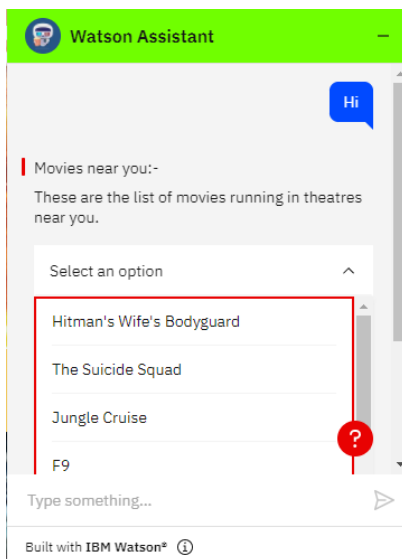 Watson Assistant
Hi
Movies near you:-
These are the list of movies running in theatres
near you.
Select an option
Hitman's Wife's Bodyguard
The Suicide Squad
Jungle Cruise
?
F9
Type something...
Built with IBM Watson®